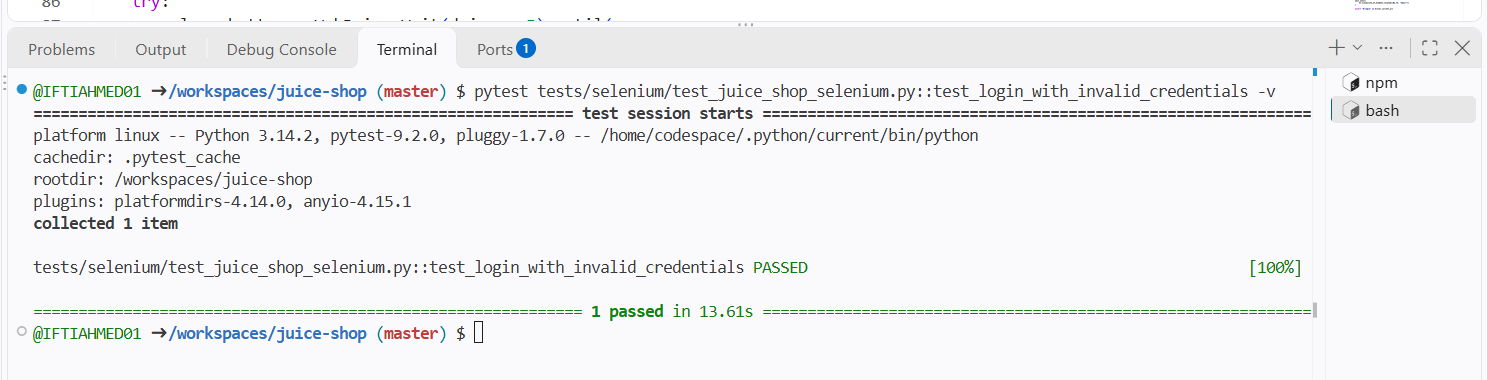 86 try:
Problems Output Debug Console Terminal Ports 1
@IFTIAHMED01 ➜/workspaces/juice-shop (master) $ pytest tests/selenium/test_juice_shop_selenium.py::test_login_with_invalid_credentials -v
============================================================ test session starts =============================================================
platform linux -- Python 3.14.2, pytest-9.2.0, pluggy-1.7.0 -- /home/codespace/.python/current/bin/python
cachedir: .pytest_cache
rootdir: /workspaces/juice-shop
plugins: platformdirs-4.14.0, anyio-4.15.1
collected 1 item
tests/selenium/test_juice_shop_selenium.py::test_login_with_invalid_credentials PASSED [100%]
============================================================= 1 passed in 13.61s =============================================================
@IFTIAHMED01 ➜/workspaces/juice-shop (master) $
npm
bash